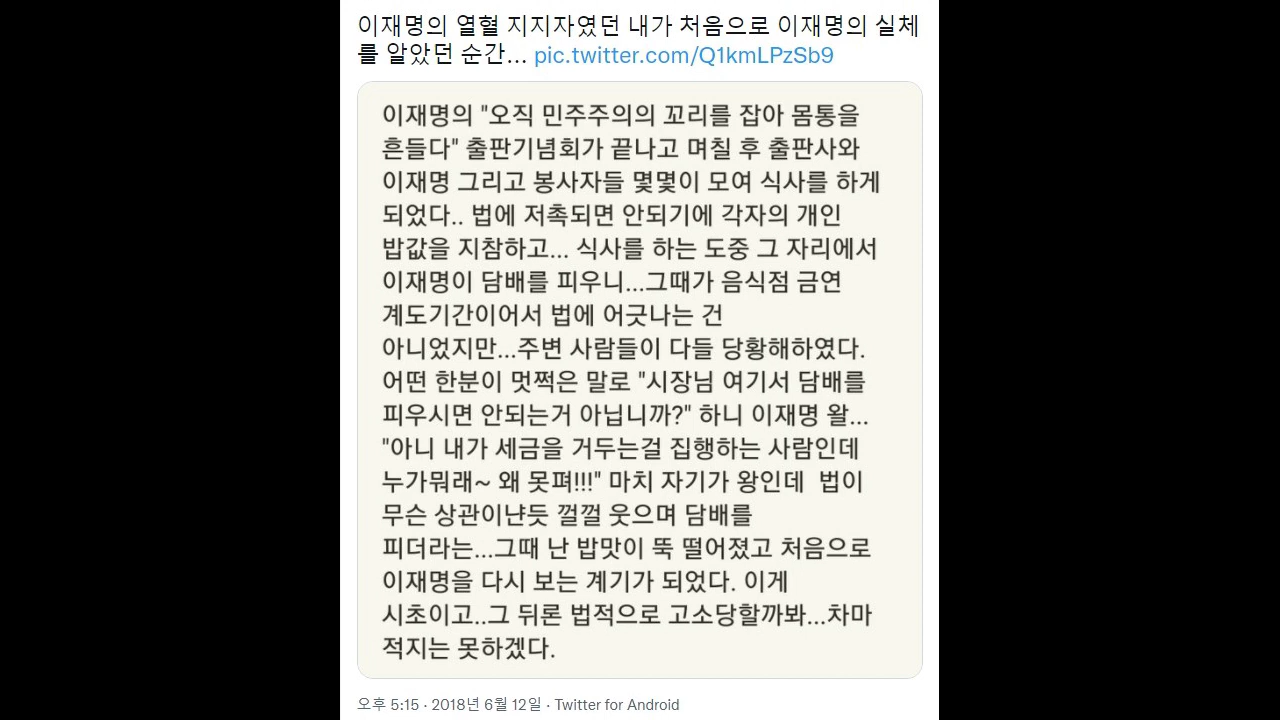 이재명의 열혈 지지자였던 내가 처음으로 이재명의 실체
를 알았던 순간... pic.twitter.com/Q1kmLPzSb9
이재명의 "오직 민주주의의 꼬리를 잡아 몸통을
흔들다" 출판기념회가 끝나고 며칠 후 출판사와
이재명 그리고 봉사자들 몇몇이 모여 식사를 하게
되었다.. 법에 저촉되면 안되기에 각자의 개인
밥값을 지참하고... 식사를 하는 도중 그 자리에서
이재명이 담배를 피우니...그때가 음식점 금연
계도기간이어서 법에 어긋나는 건
아니었지만...주변 사람들이 다들 당황해하였다.
어떤 한분이 멋쩍은 말로 "시장님 여기서 담배를
피우시면 안되는거 아닙니까?" 하니 이재명 왈...
"아니 내가 세금을 거두는걸 집행하는 사람인데
누가뭐래~ 왜 못펴!!!" 마치 자기가 왕인데  법이
무슨 상관이냔듯 껄껄 웃으며 담배를
피더라는...그때 난 밥맛이 뚝 떨어졌고 처음으로
이재명을 다시 보는 계기가 되었다. 이게
시초이고..그 뒤론 법적으로 고소당할까봐...차마
적지는 못하겠다.
오후 5:15 · 2018년 6월 12일 · Twitter for Android